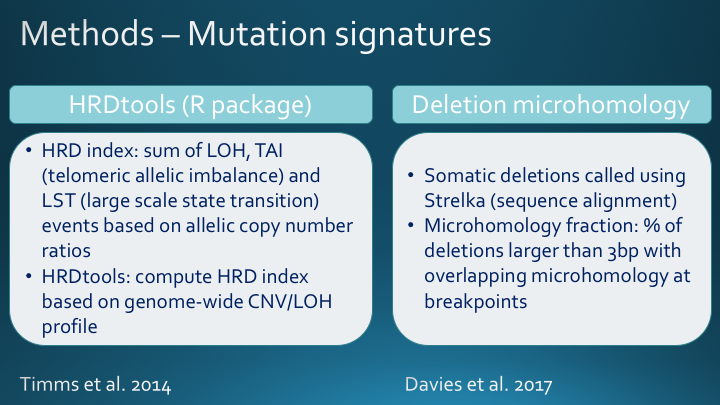 Methods – Mutation signatures
HRDtools (R package)
• HRD index: sum of LOH, TAI
(telomeric allelic imbalance) and
LST (large scale state transition)
events based on allelic copy number
ratios
• HRDtools: compute HRD index
based on genome-wide CNV/LOH
profile
Timms et al. 2014
Deletion microhomology
• Somatic deletions called using
Strelka (sequence alignment)
• Microhomology fraction: % of
deletions larger than 3bp with
overlapping microhomology at
breakpoints
Davies et al. 2017